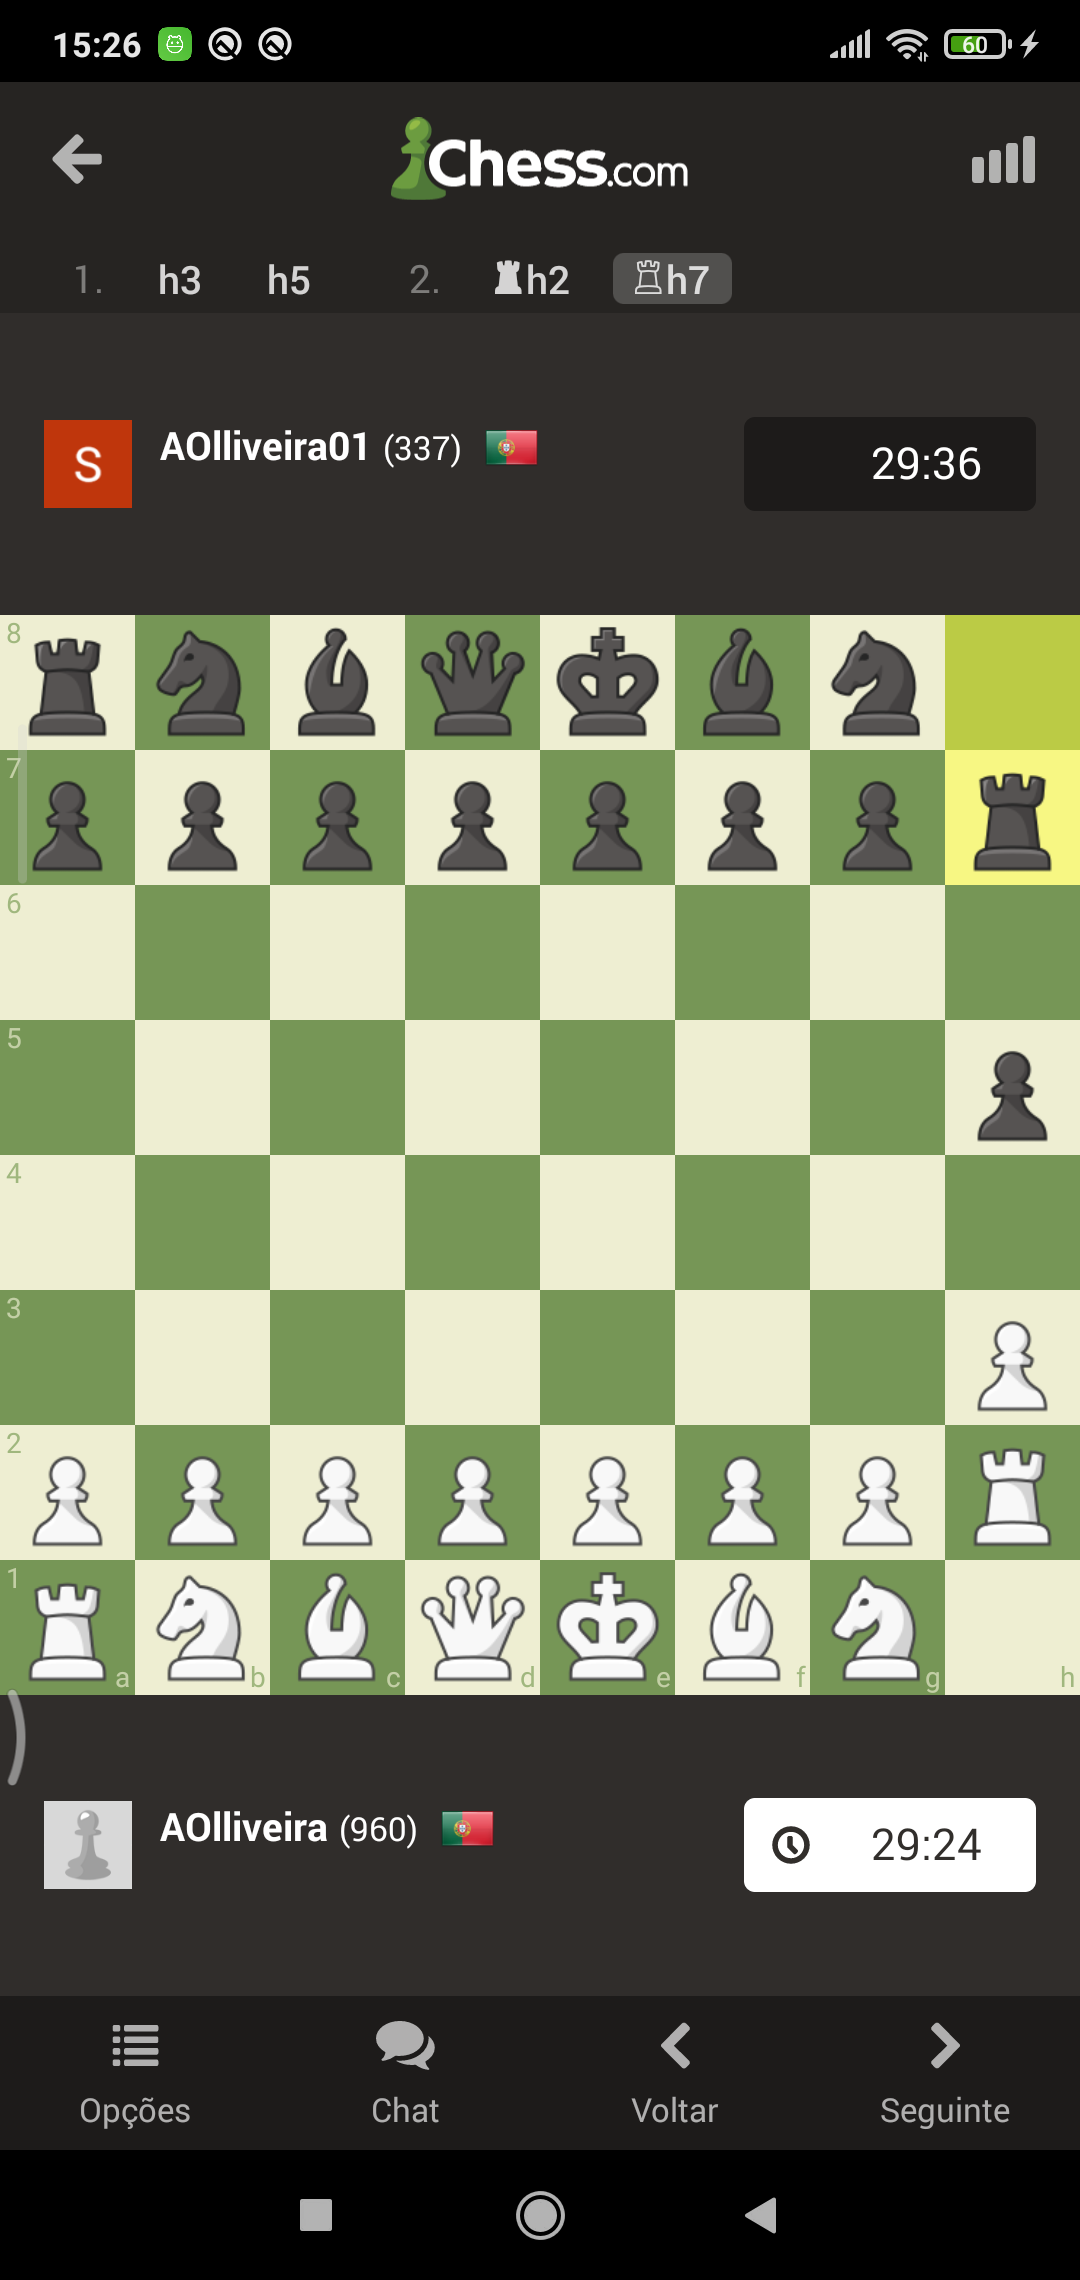 15:26 60
Chess.com
1. h3 h5 2. h2 h7
S AOlliveira01 (337) 29:36
8
7
6
5
4
3
2
1
a b c d e f g h
AOlliveira (960) 29:24
Opções Chat Voltar Seguinte